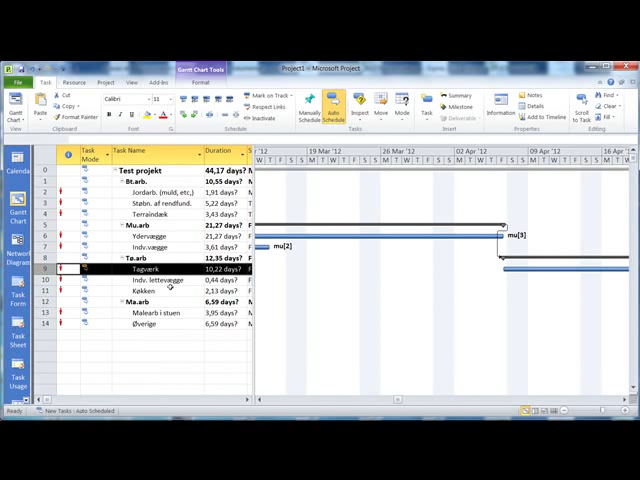 Gantt Chart Tools
Project1 - Microsoft Project
File Task Resource Project View Add-Ins Format
Gantt Chart
Paste
Cut
Copy
Format Painter
Calibri 11
Mark on Track
Respect Links
Inactivate
Manually Schedule
Auto Schedule
Inspect
Move
Mode
Task
Summary
Milestone
Deliverable
Information
Notes
Details
Add to Timeline
Scroll to Task
Find
Clear
Fill
Task Mode Task Name Duration S
'12 19 Mar '12 26 Mar '12 02 Apr '12 09 Apr '12 16 Apr
W T F S S M T W T F S S M T W T F S S M T W T F S S M T W T F S S M T W
0 Test projekt 44,17 days?
1 Bt.arb. 10,55 days? F
2 Jordarb. (muld, etc,) 1,91 days? M
3 Støbn. af rendfund. 5,23 days? T
4 Terraindæk 3,43 days? T
5 Mu.arb 21,27 days? F
6 Ydervægge 21,27 days? F mu[3]
7 Indv.vægge 3,61 days? F mu[2]
8 Tø.arb 12,35 days? F
9 Tagværk 10,22 days? F
10 Indv. lettevægge 0,44 days? F
11 Køkken 2,13 days? F
12 Ma.arb 6,59 days? M
13 Malearb i stuen 3,95 days? M
14 Øverige 6,59 days? M
Calenda
Gantt Chart
Network Diagram
Task Form
Task Sheet
Task Usage
Ready New Tasks : Auto Scheduled